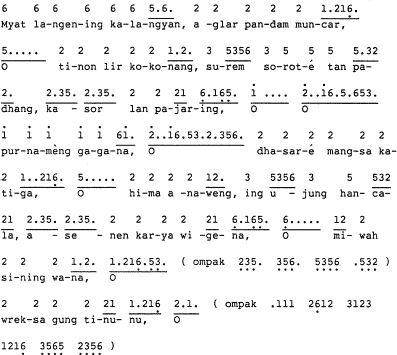 6 6 6 6 6 6 5.6. 2 2 2 2 2 1.216.
Myat la-ngen-ing ka-la-ngyan, a -glar pan-dam mun-car,
5..... 2 2 2 2 2 1.2. 3 5356 3 5 5 5.32
O ti-non lir ko-ko-nang, su-rem so-rot-é tan pa-
2. 2.35. 2.35. 2 2 2 21 6.165. 1 .... 2..16.5.653.
dhang, ka - sor lan pa-jar-ing, O O
1 1 1 1 1 61. 2..16.53.2.356. 2 2 2 2 2 2
pur-na-mèng ga-ga-na, O dha-sar-é mang-sa ka-
2 1..216. 5..... 2 2 2 2 12. 3 5356 3 5 532
ti-ga, O hi-ma a -na-weng, ing u - jung han- ca-
21 2.35. 2.35. 2 2 2 2 21 6.165. 6..... 12 2
la, a - se - nen kar-ya wi -ge- na, O mi- wah
2 2 2 1.2. 1.216.53. ( ompak 235. 356. 5356 .532 )
si-ning wa-na, O
2 2 2 2 21 1.216 2.1. ( ompak .111 2612 3123
wrek-sa gung ti-nu- nu, O
1216 3565 2356 )